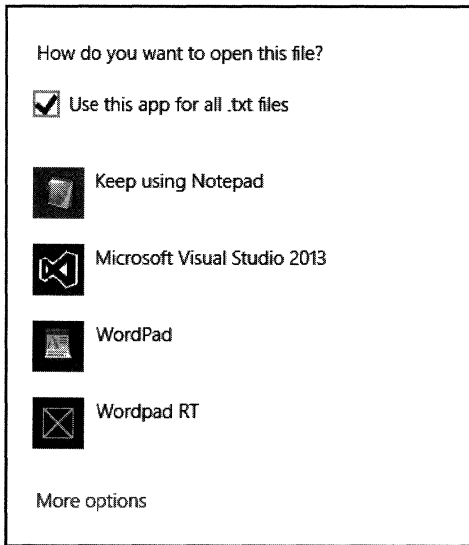 How do you want to open this file?
Use this app for all .txt files
Keep using Notepad
Microsoft Visual Studio 2013
WordPad
Wordpad RT
More options